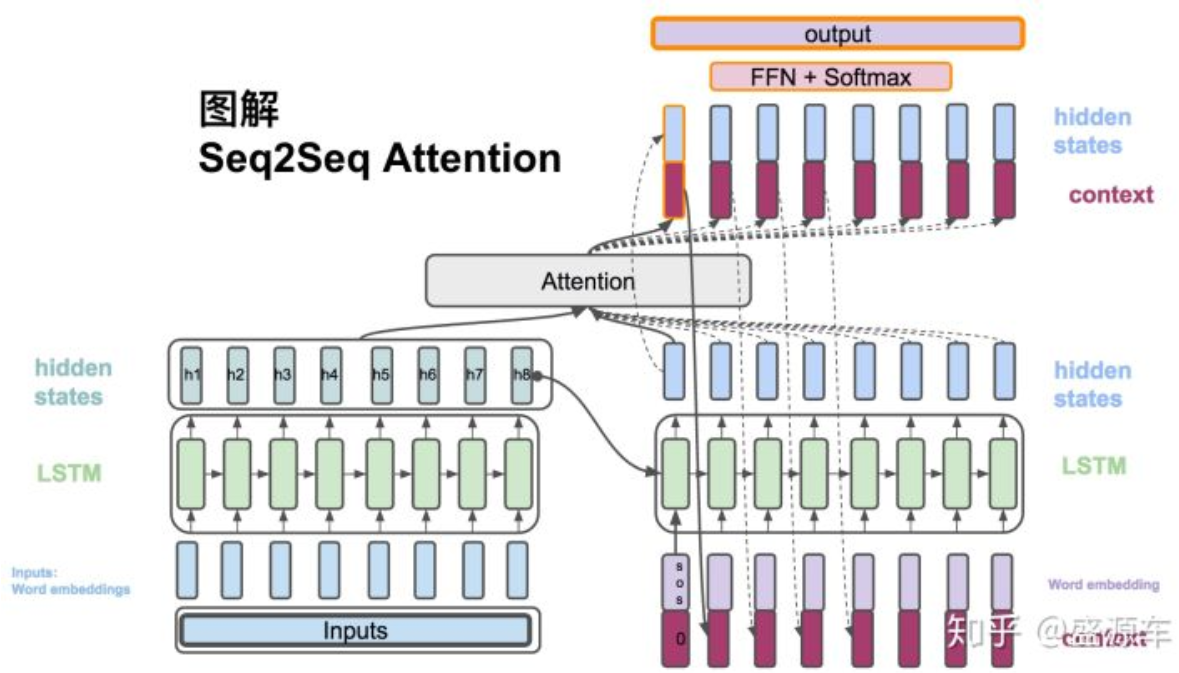 output
FFN + Softmax
图解
Seq2Seq Attention
hidden
states
context
Attention
hidden
states
h1 h2 h3 h4 h5 h6 h7 h8
hidden
states
LSTM
LSTM
Inputs:
Word embeddings
s
o
s
Word embedding
Inputs
0
context
知乎 @盛源车